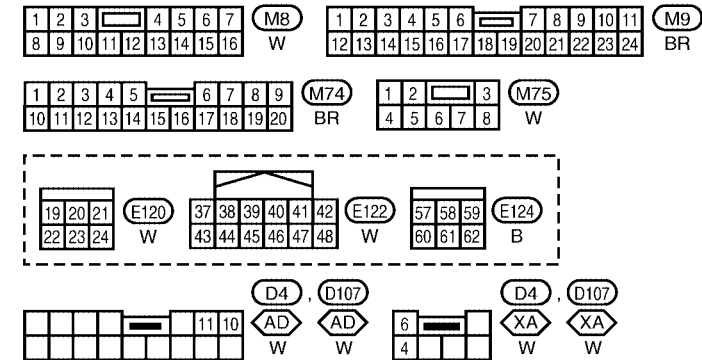 1 2 3 4 5 6 7 M8 1 2 3 4 5 6 7 8 9 10 11 M9
8 9 10 11 12 13 14 15 16 W 12 13 14 15 16 17 18 19 20 21 22 23 24 BR
1 2 3 4 5 6 7 8 9 M74 1 2 3 M75
10 11 12 13 14 15 16 17 18 19 20 BR 4 5 6 7 8 W
19 20 21 E120 37 38 39 40 41 42 E122 57 58 59 E124
22 23 24 W 43 44 45 46 47 48 W 60 61 62 B
D4 , D107 D4 , D107
11 10 AD AD 6 XA XA
W W 4 W W